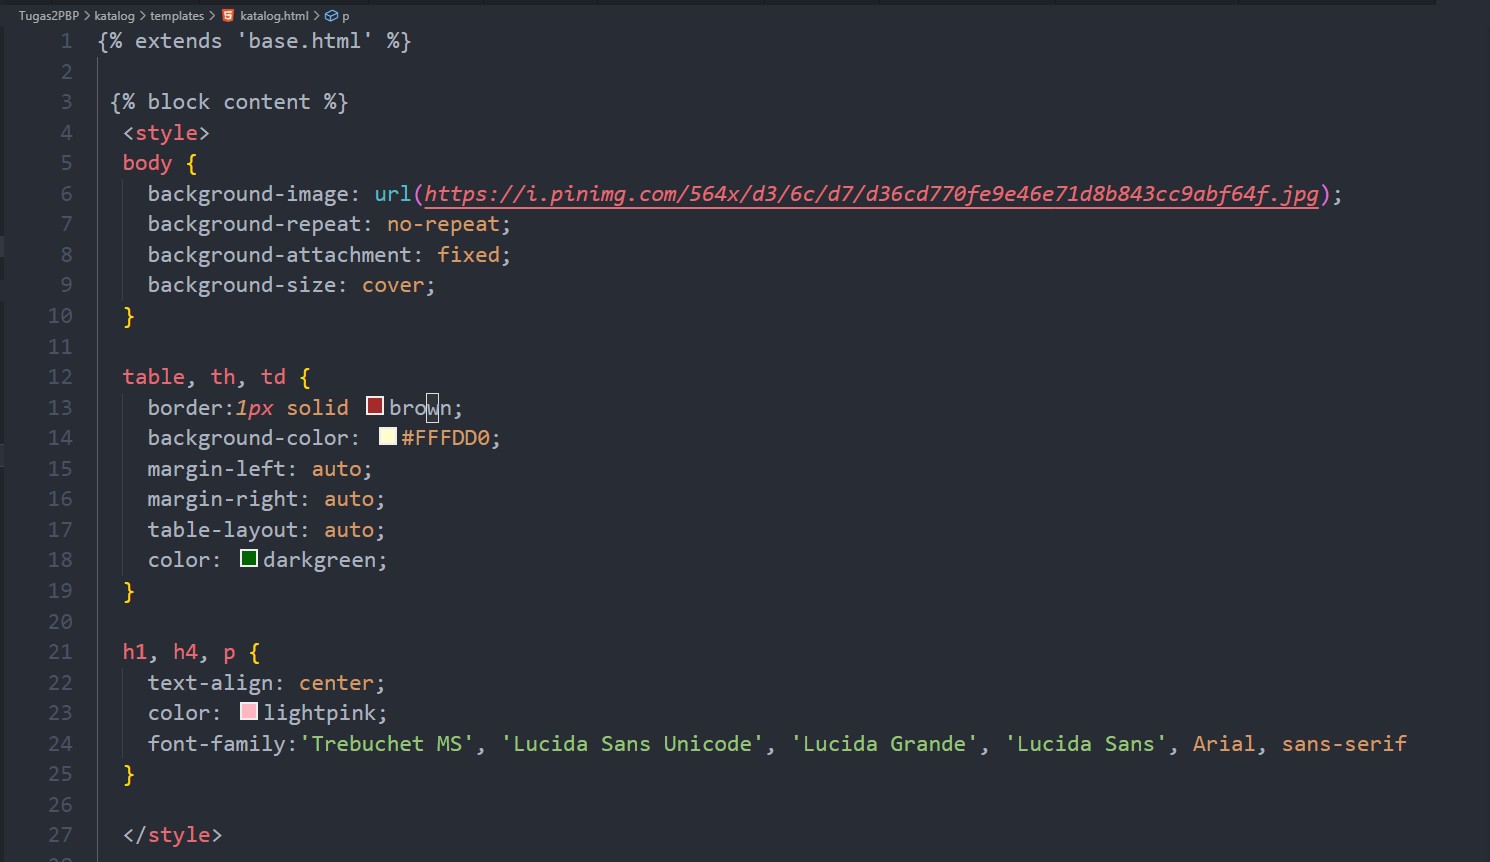 Tugas2PBP > katalog > templates > katalog.html > p
1 {% extends 'base.html' %}
2
3 {% block content %}
4 <style>
5 body {
6 background-image: url(https://i.pinimg.com/564x/d3/6c/d7/d36cd770fe9e46e71d8b843cc9abf64f.jpg);
7 background-repeat: no-repeat;
8 background-attachment: fixed;
9 background-size: cover;
10 }
11
12 table, th, td {
13 border:1px solid brown;
14 background-color: #FFFDD0;
15 margin-left: auto;
16 margin-right: auto;
17 table-layout: auto;
18 color: darkgreen;
19 }
20
21 h1, h4, p {
22 text-align: center;
23 color: lightpink;
24 font-family:'Trebuchet MS', 'Lucida Sans Unicode', 'Lucida Grande', 'Lucida Sans', Arial, sans-serif
25 }
26
27 </style>